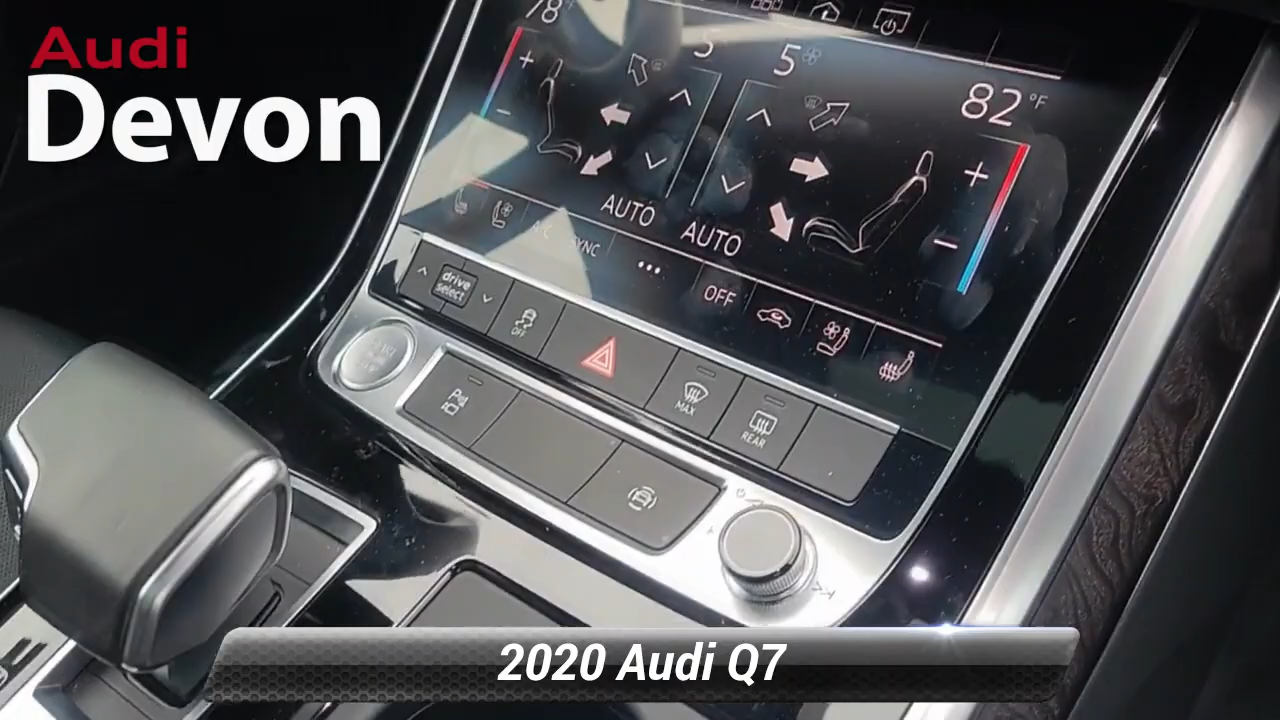 Audi
Devon
78
5
5
82 °F
+
+
-
-
AUTO
AUTO
A/C
SYNC
•••
OFF
drive
select
OFF
MAX
REAR
2020 Audi Q7